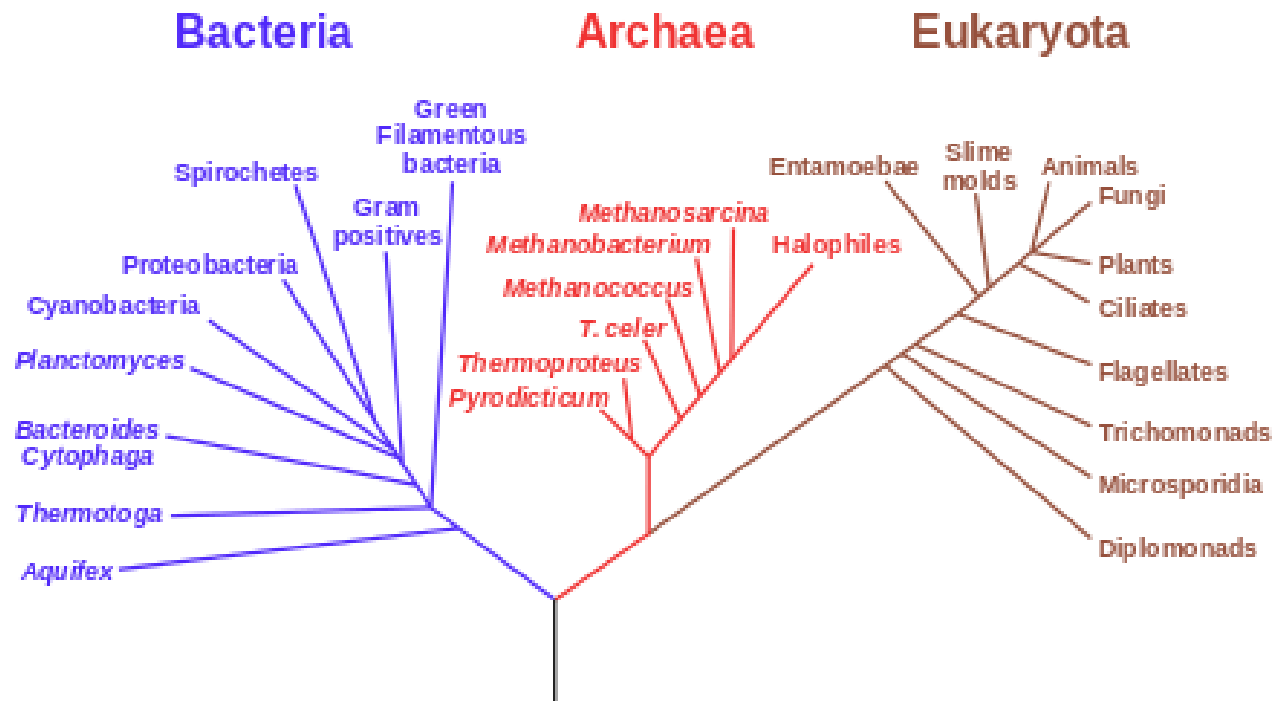 Bacteria
Archaea
Eukaryota
Green
Filamentous
bacteria
Spirochetes
Gram
positives
Proteobacteria
Cyanobacteria
Planctomyces
Bacteroides
Cytophaga
Thermotoga
Aquifex
Methanosarcina
Methanobacterium
Halophiles
Methanococcus
T. celer
Thermoproteus
Pyrodicticum
Entamoebae
Slime
molds
Animals
Fungi
Plants
Ciliates
Flagellates
Trichomonads
Microsporidia
Diplomonads